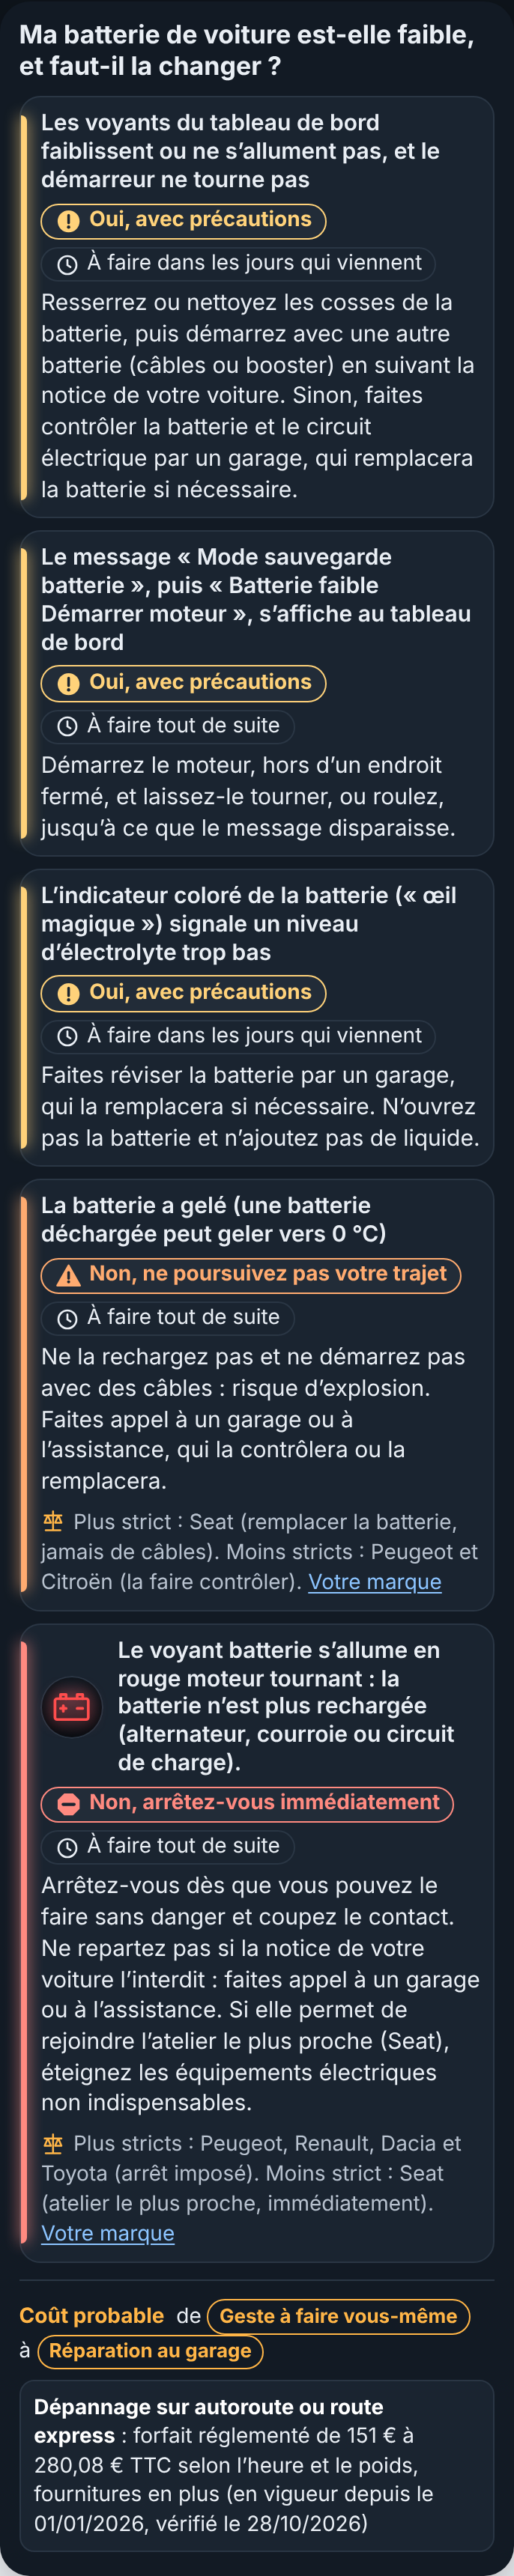 Ma batterie de voiture est-elle faible,
et faut-il la changer ?
Les voyants du tableau de bord
faiblissent ou ne s’allument pas, et le
démarreur ne tourne pas
Oui, avec précautions
À faire dans les jours qui viennent
Resserrez ou nettoyez les cosses de la
batterie, puis démarrez avec une autre
batterie (câbles ou booster) en suivant la
notice de votre voiture. Sinon, faites
contrôler la batterie et le circuit
électrique par un garage, qui remplacera
la batterie si nécessaire.
Le message « Mode sauvegarde
batterie », puis « Batterie faible
Démarrer moteur », s’affiche au tableau
de bord
Oui, avec précautions
À faire tout de suite
Démarrez le moteur, hors d’un endroit
fermé, et laissez-le tourner, ou roulez,
jusqu’à ce que le message disparaisse.
L’indicateur coloré de la batterie (« œil
magique ») signale un niveau
d’électrolyte trop bas
Oui, avec précautions
À faire dans les jours qui viennent
Faites réviser la batterie par un garage,
qui la remplacera si nécessaire. N’ouvrez
pas la batterie et n’ajoutez pas de liquide.
La batterie a gelé (une batterie
déchargée peut geler vers 0 °C)
Non, ne poursuivez pas votre trajet
À faire tout de suite
Ne la rechargez pas et ne démarrez pas
avec des câbles : risque d’explosion.
Faites appel à un garage ou à
l’assistance, qui la contrôlera ou la
remplacera.
Plus strict : Seat (remplacer la batterie,
jamais de câbles). Moins stricts : Peugeot et
Citroën (la faire contrôler). Votre marque
Le voyant batterie s’allume en
rouge moteur tournant : la
batterie n’est plus rechargée
(alternateur, courroie ou circuit
de charge).
Non, arrêtez-vous immédiatement
À faire tout de suite
Arrêtez-vous dès que vous pouvez le
faire sans danger et coupez le contact.
Ne repartez pas si la notice de votre
voiture l’interdit : faites appel à un garage
ou à l’assistance. Si elle permet de
rejoindre l’atelier le plus proche (Seat),
éteignez les équipements électriques
non indispensables.
Plus stricts : Peugeot, Renault, Dacia et
Toyota (arrêt imposé). Moins strict : Seat
(atelier le plus proche, immédiatement).
Votre marque
Coût probable de Geste à faire vous-même
à Réparation au garage
Dépannage sur autoroute ou route
express : forfait réglementé de 151 € à
280,08 € TTC selon l’heure et le poids,
fournitures en plus (en vigueur depuis le
01/01/2026, vérifié le 28/10/2026)